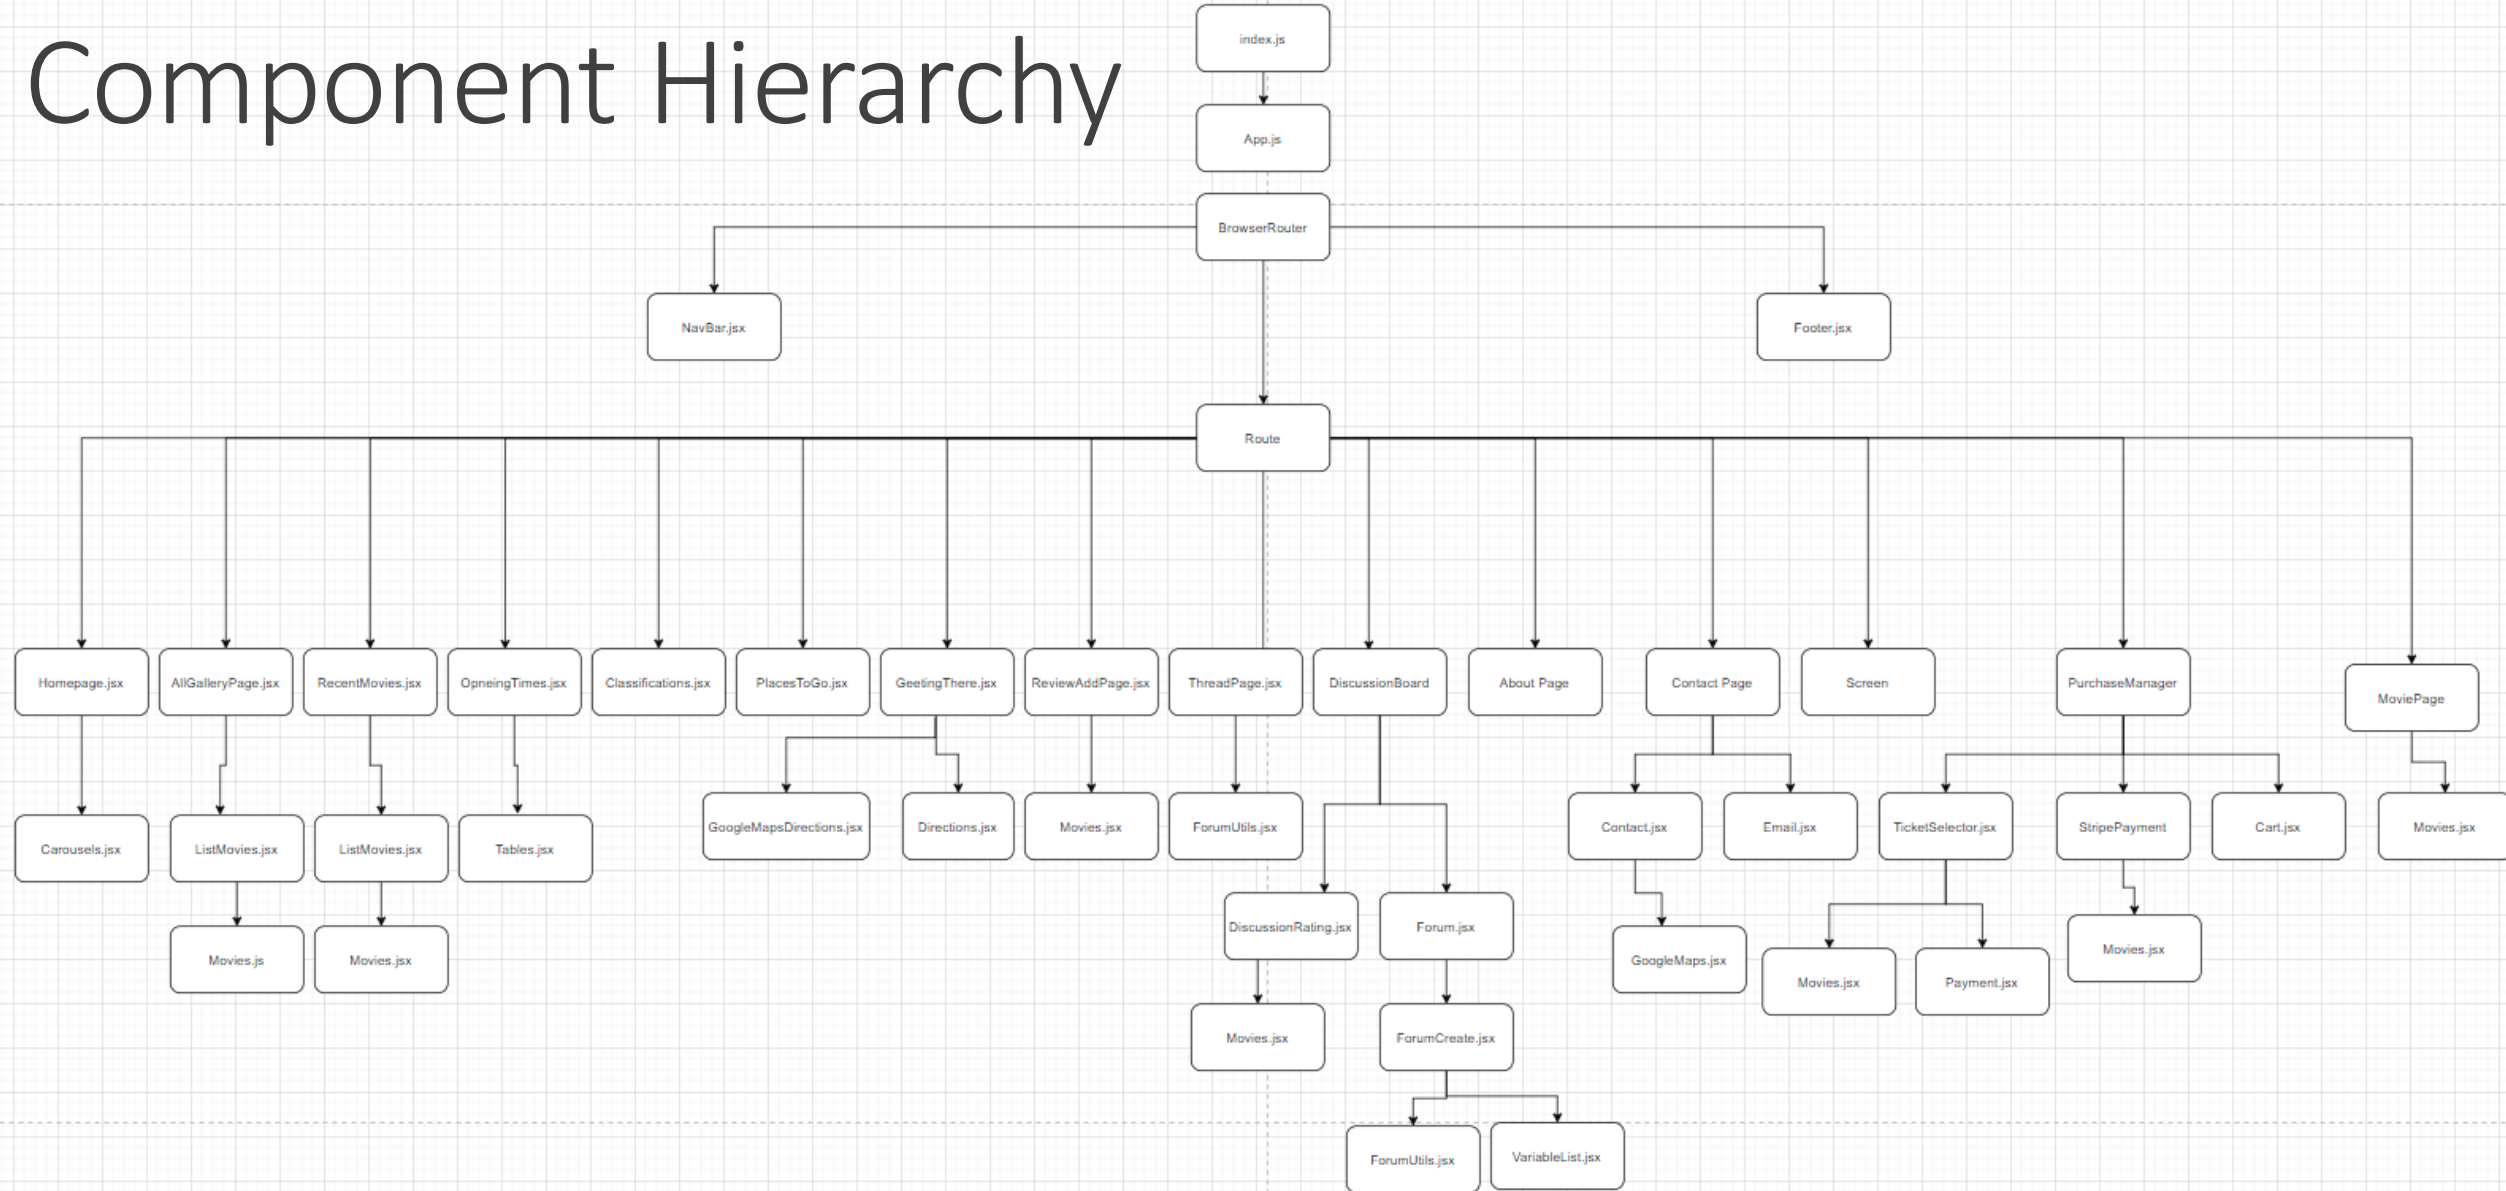 Component Hierarchy
index.js
App.js
BrowserRouter
NavBar.jsx
Footer.jsx
Route
Homepage.jsx
AllGalleryPage.jsx
RecentMovies.jsx
OpneingTimes.jsx
Classifications.jsx
PlacesToGo.jsx
GeetingThere.jsx
ReviewAddPage.jsx
ThreadPage.jsx
DiscussionBoard
About Page
Contact Page
Screen
PurchaseManager
MoviePage
Carousels.jsx
ListMovies.jsx
ListMovies.jsx
Tables.jsx
GoogleMapsDirections.jsx
Directions.jsx
Movies.jsx
ForumUtils.jsx
Contact.jsx
Email.jsx
TicketSelector.jsx
StripePayment
Cart.jsx
Movies.jsx
Movies.js
Movies.jsx
DiscussionRating.jsx
Forum.jsx
GoogleMaps.jsx
Movies.jsx
Payment.jsx
Movies.jsx
Movies.jsx
ForumCreate.jsx
ForumUtils.jsx
VariableList.jsx